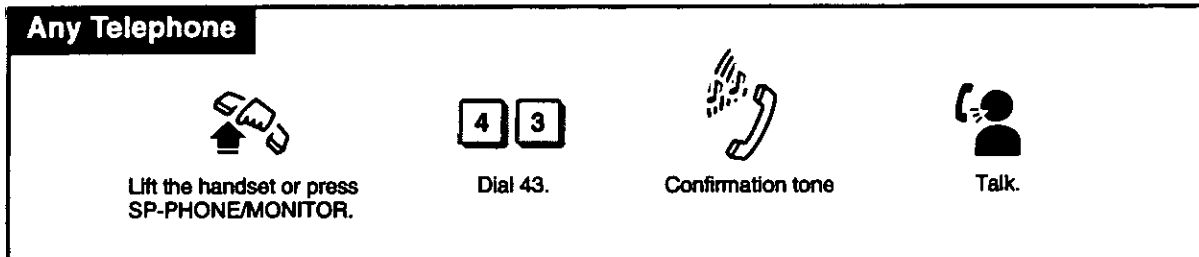 Any Telephone
4 3
Lift the handset or press
SP-PHONE/MONITOR.
Dial 43.
Confirmation tone
Talk.